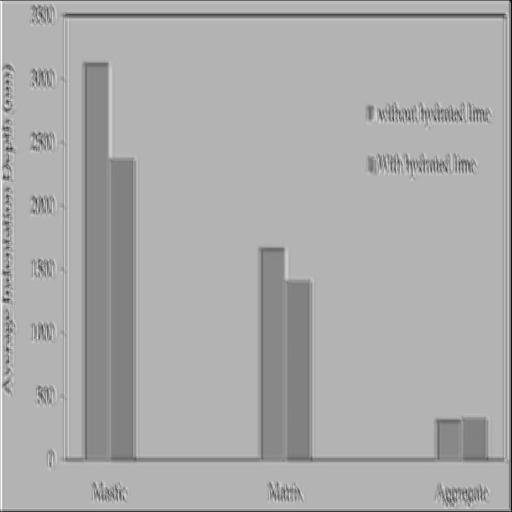 3500
3000
2500
2000
1500
1000
500
0
Average Indentation Depth (nm)
without hydrated lime
With hydrated lime
Mastic
Matrix
Aggregate